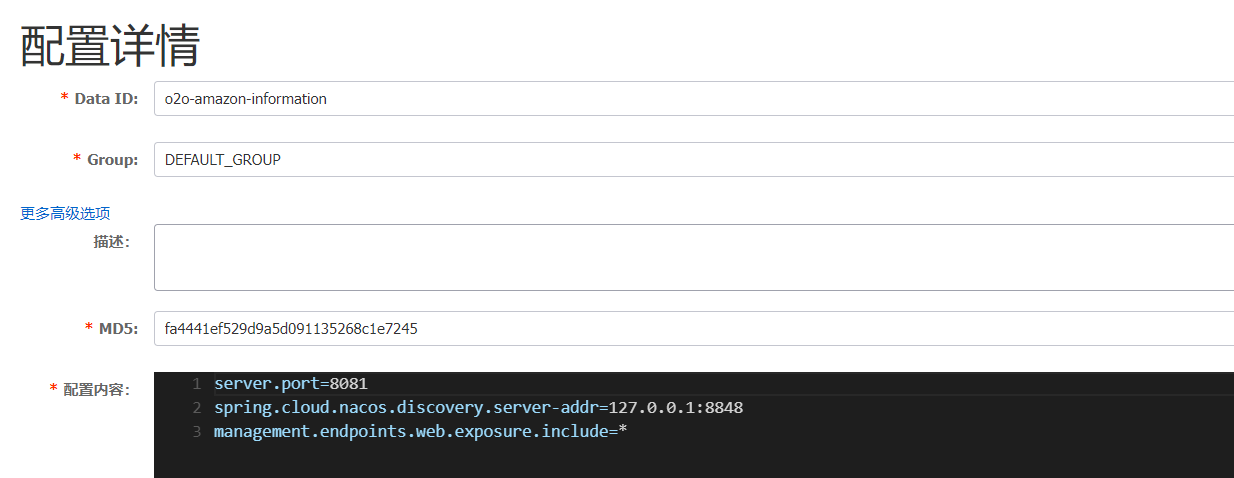 配置详情
* Data ID: o2o-amazon-information
* Group: DEFAULT_GROUP
更多高级选项
描述:
* MD5: fa4441ef529d9a5d091135268c1e7245
* 配置内容: 1 server.port=8081
2 spring.cloud.nacos.discovery.server-addr=127.0.0.1:8848
3 management.endpoints.web.exposure.include=*